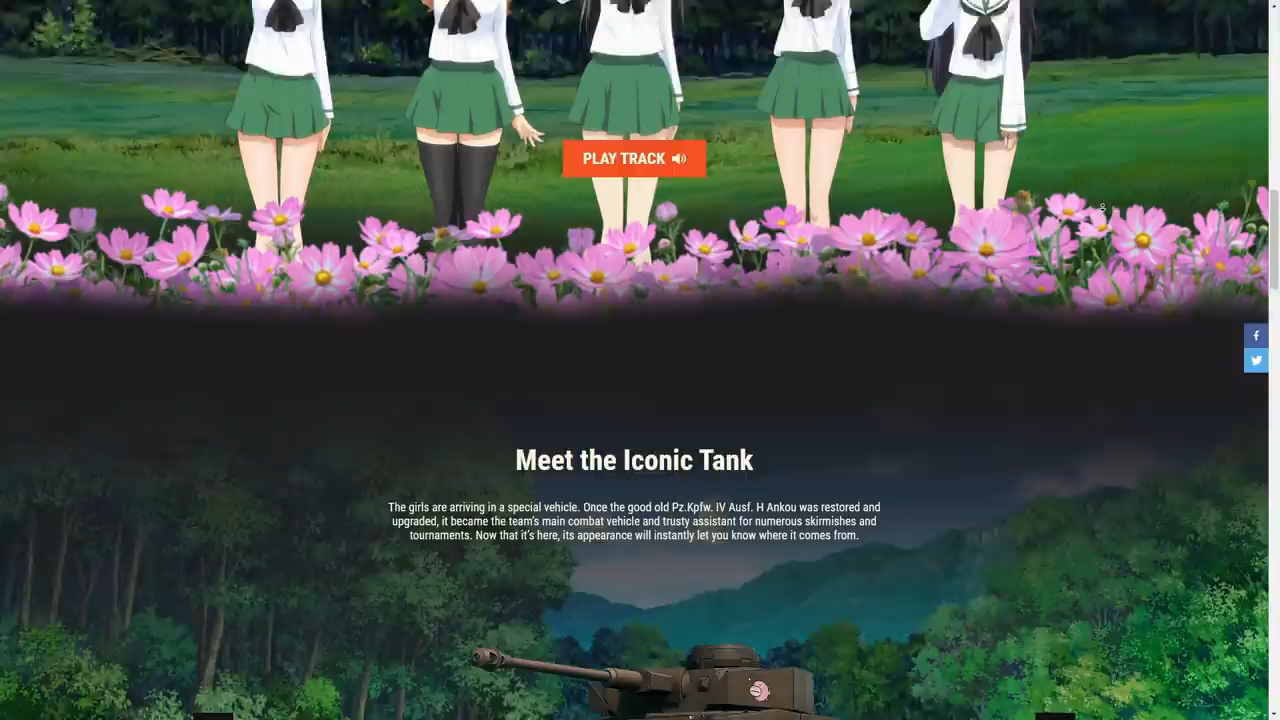 PLAY TRACK
Meet the Iconic Tank
The girls are arriving in a special vehicle. Once the good old Pz.Kpfw. IV Ausf. H Ankou was restored and
upgraded, it became the team's main combat vehicle and trusty assistant for numerous skirmishes and
tournaments. Now that it's here, its appearance will instantly let you know where it comes from.